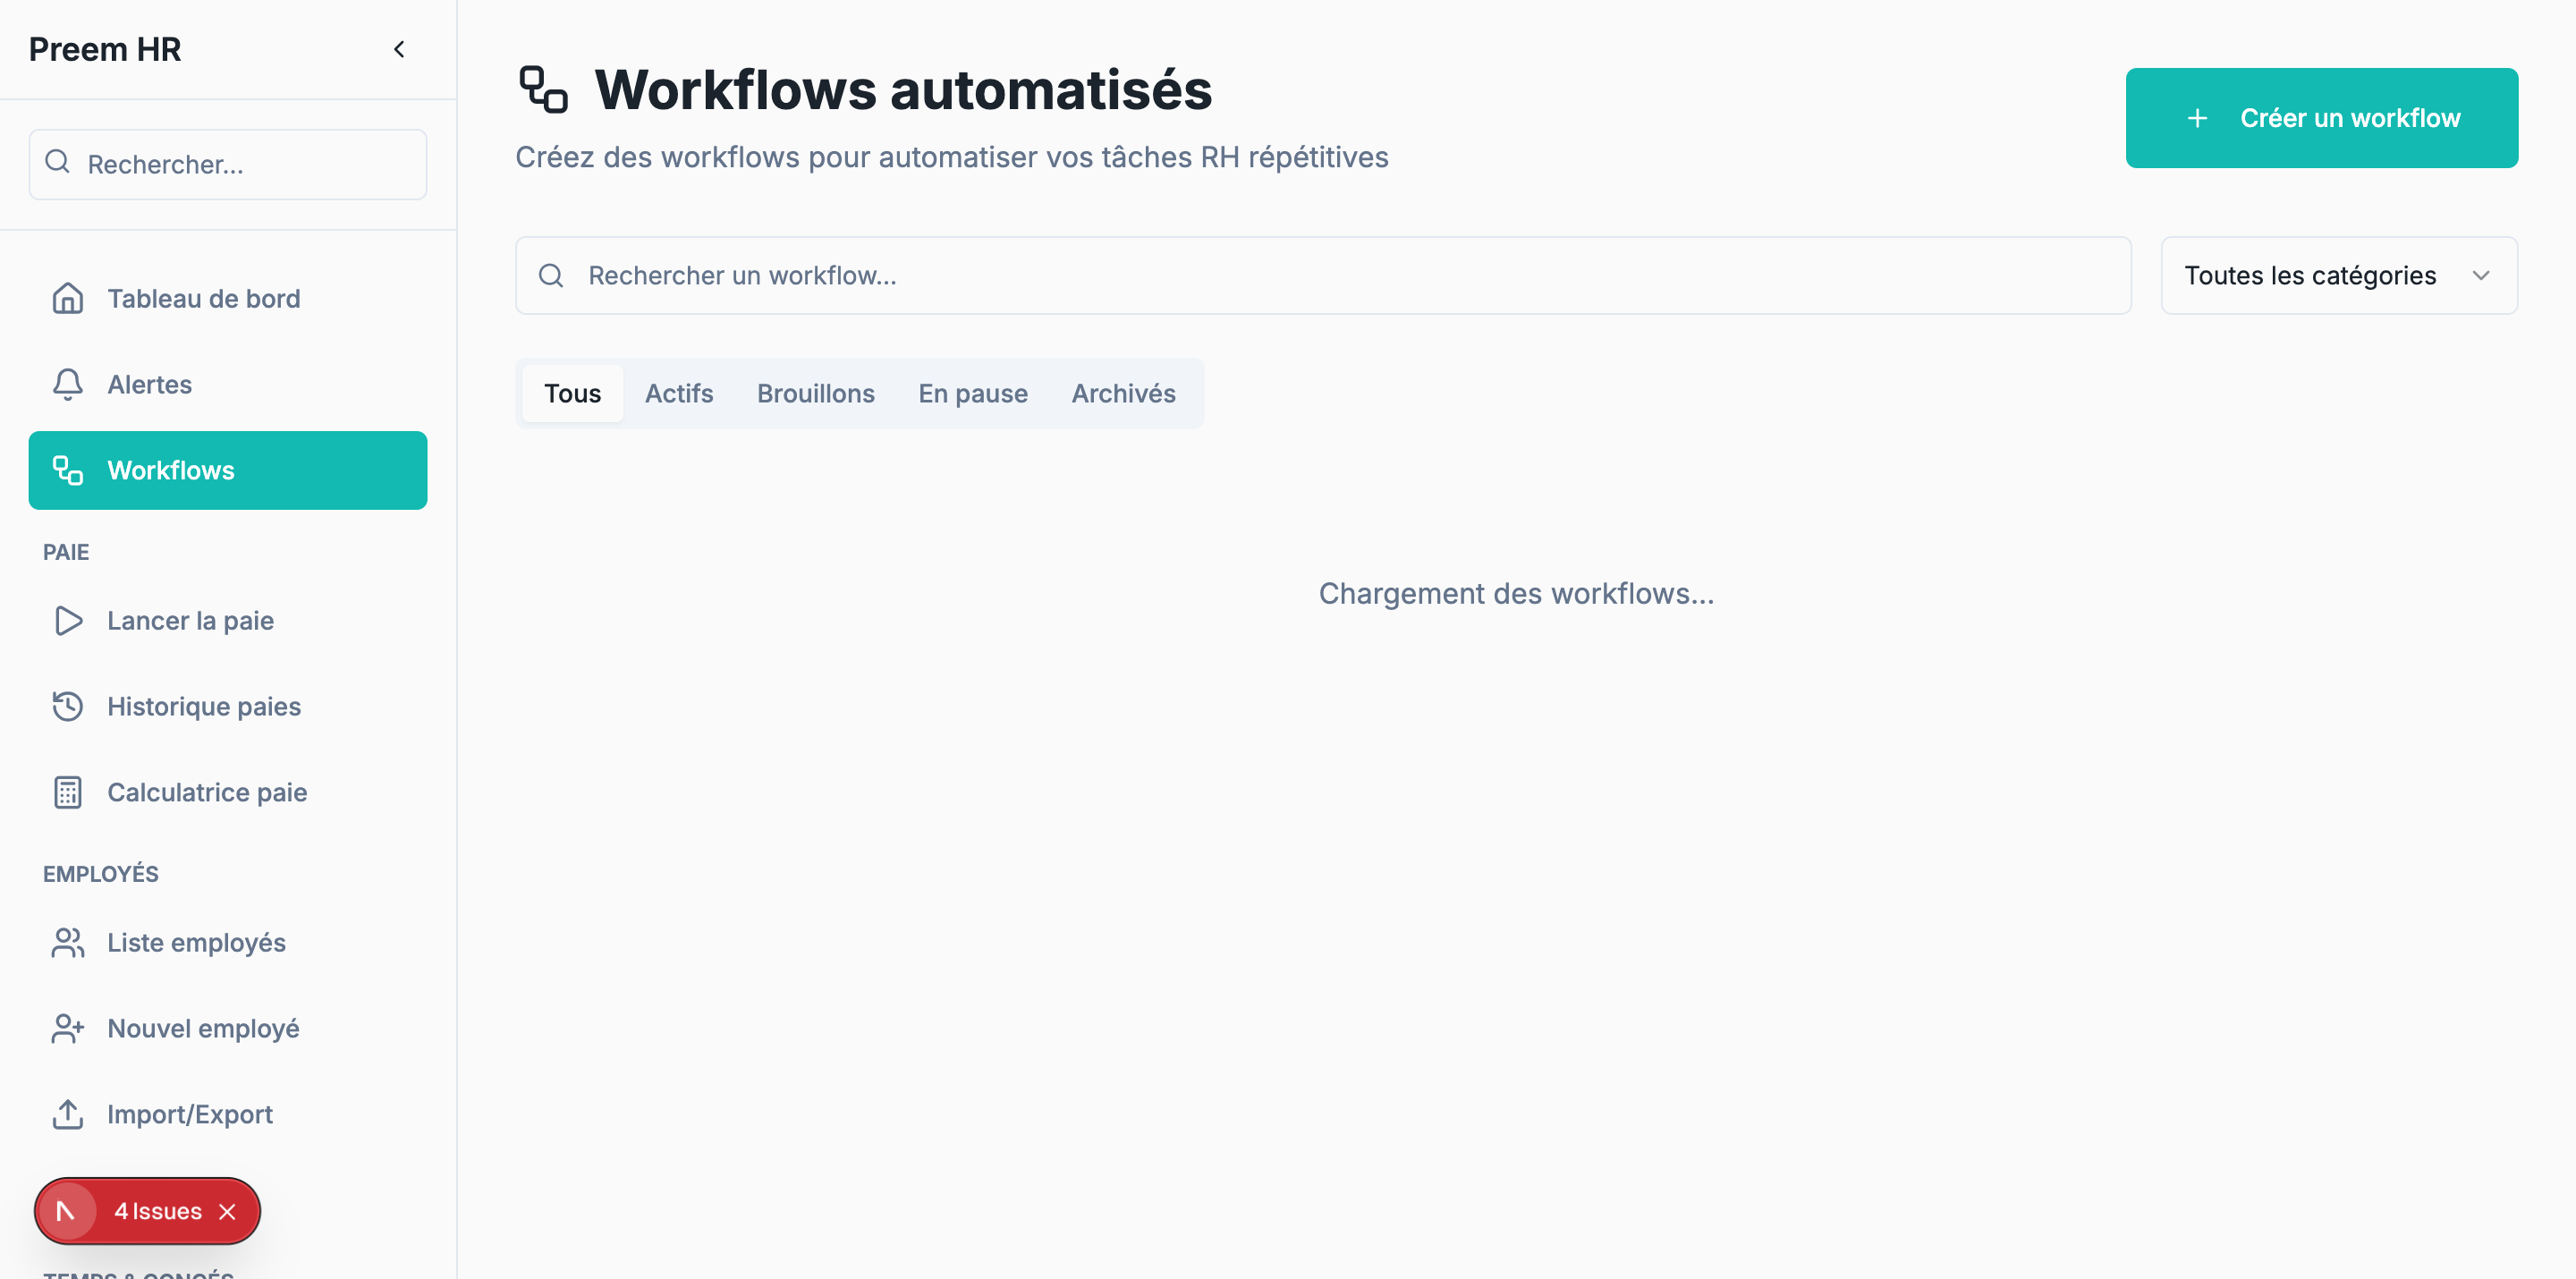 Preem HR
Rechercher...
Tableau de bord
Alertes
Workflows
PAIE
Lancer la paie
Historique paies
Calculatrice paie
EMPLOYÉS
Liste employés
Nouvel employé
Import/Export
4 Issues
TEMPS & CONGÉS
Workflows automatisés
Créez des workflows pour automatiser vos tâches RH répétitives
Créer un workflow
Rechercher un workflow...
Toutes les catégories
Tous Actifs Brouillons En pause Archivés
Chargement des workflows...